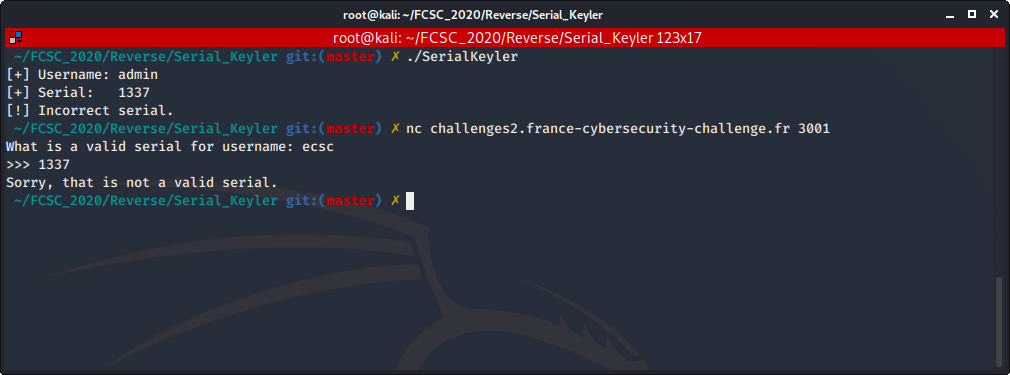 root@kali: ~/FCSC_2020/Reverse/Serial_Keyler
root@kali: ~/FCSC_2020/Reverse/Serial_Keyler 123x17
~/FCSC_2020/Reverse/Serial_Keyler git:(master) ✗ ./SerialKeyler
[+] Username: admin
[+] Serial:   1337
[!] Incorrect serial.
~/FCSC_2020/Reverse/Serial_Keyler git:(master) ✗ nc challenges2.france-cybersecurity-challenge.fr 3001
What is a valid serial for username: ecsc
>>> 1337
Sorry, that is not a valid serial.
~/FCSC_2020/Reverse/Serial_Keyler git:(master) ✗